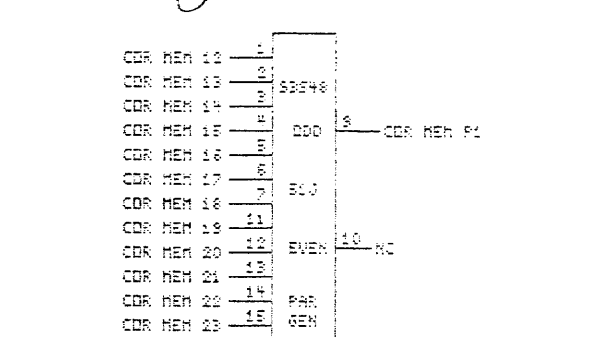 CDR MEM 12 1
CDR MEM 13 2
93S48
CDR MEM 14 3
CDR MEM 15 4 ODD 9 CDR MEM P1
CDR MEM 16 5
CDR MEM 17 6
CDR MEM 18 7
CDR MEM 19 11
CDR MEM 20 12 EVEN 10 NC
CDR MEM 21 13
CDR MEM 22 14 PAR
CDR MEM 23 15 GEN